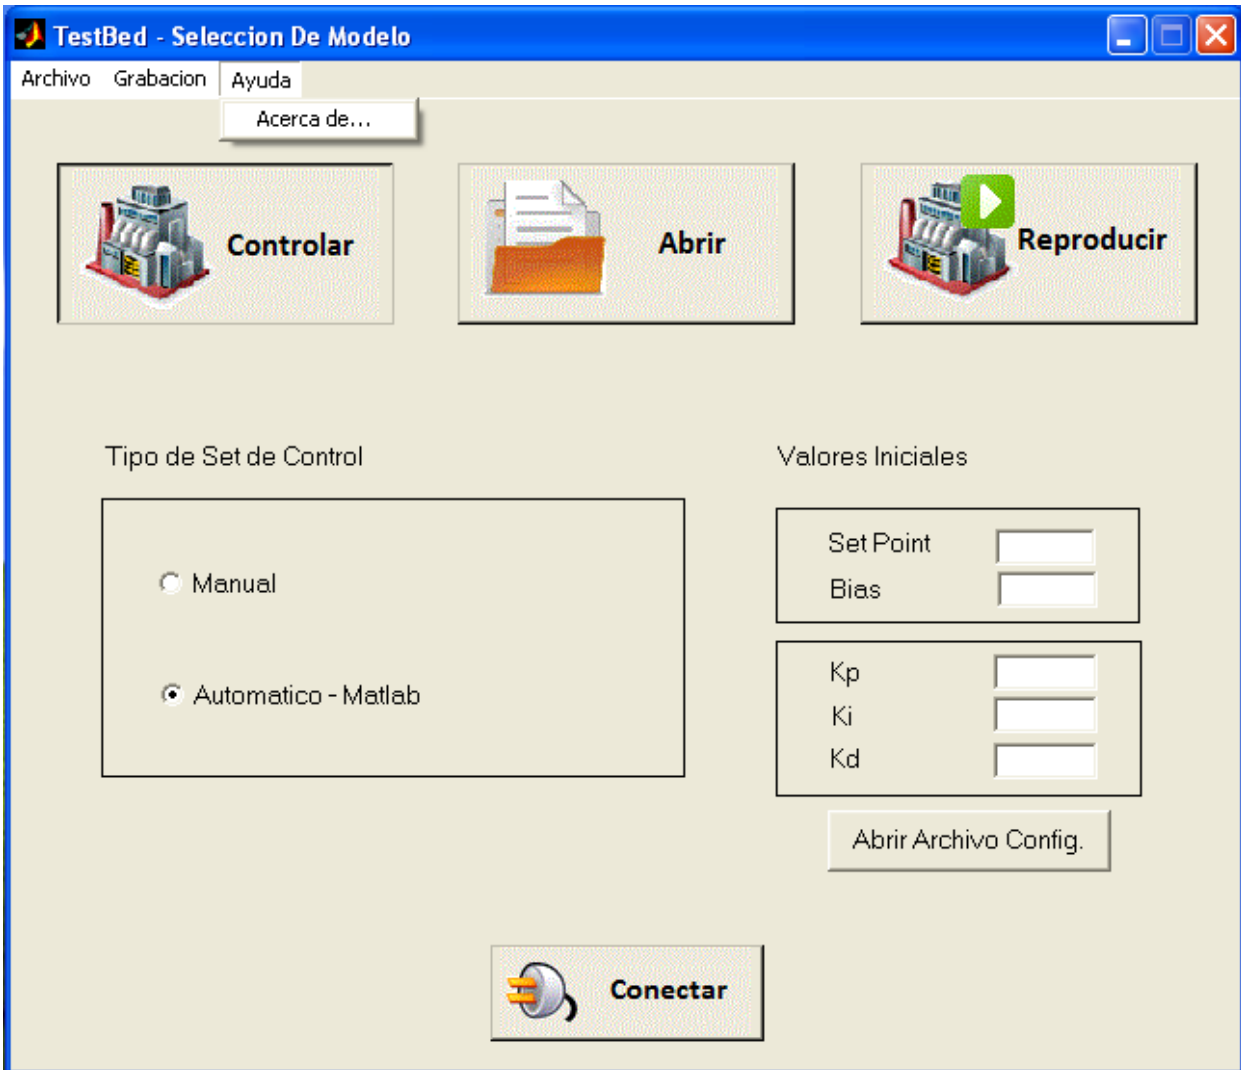 TestBed - Seleccion De Modelo
Archivo Grabacion Ayuda
Acerca de...
Controlar Abrir Reproducir
Tipo de Set de Control Valores Iniciales
Set Point
Manual Bias
Kp
Automatico - Matlab Ki
Kd
Abrir Archivo Config.
Conectar